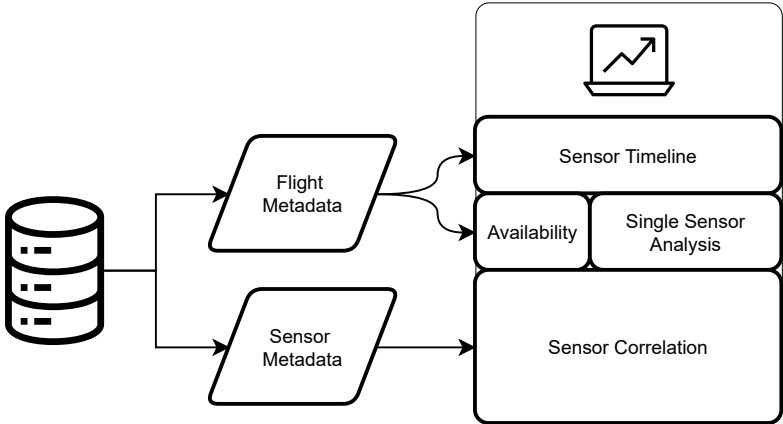 Flight
Metadata
Sensor
Metadata
Sensor Timeline
Availability
Single Sensor
Analysis
Sensor Correlation